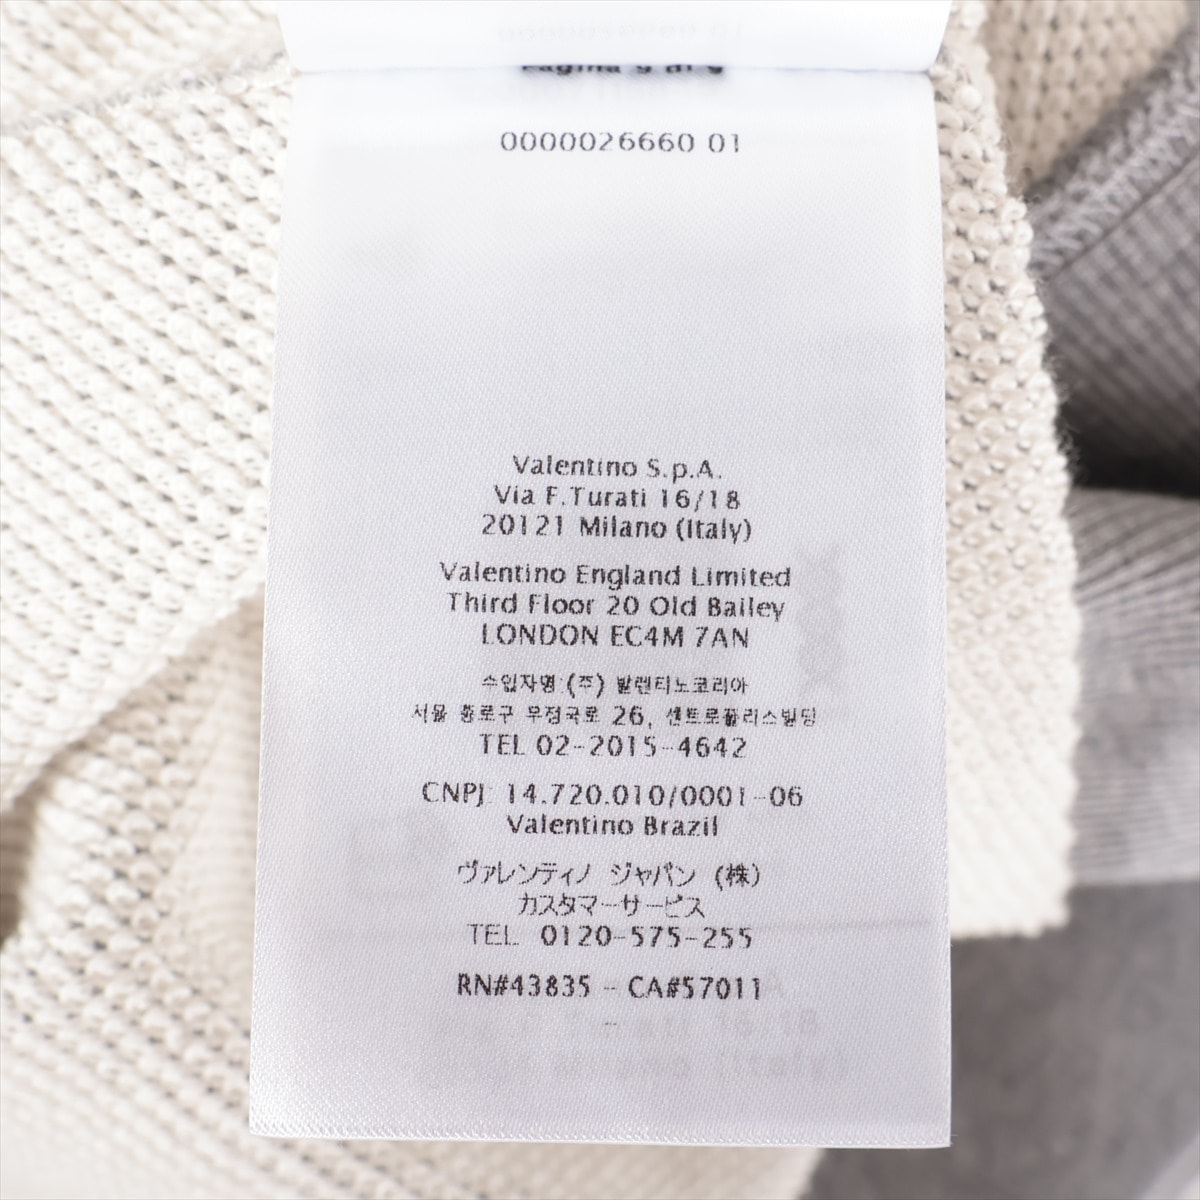 Pagina 9 di 9
0000026660 01
Valentino S.p.A.
Via F.Turati 16/18
20121 Milano (Italy)
Valentino England Limited
Third Floor 20 Old Bailey
LONDON EC4M 7AN
수입자명:(주) 발렌티노코리아
서울 종로구 우정국로 26, 센트로폴리스빌딩
TEL 02-2015-4642
CNPJ: 14.720.010/0001-06
Valentino Brazil
ヴァレンティノ ジャパン (株)
カスタマーサービス
TEL 0120-575-255
RN#43835 - CA#57011
-